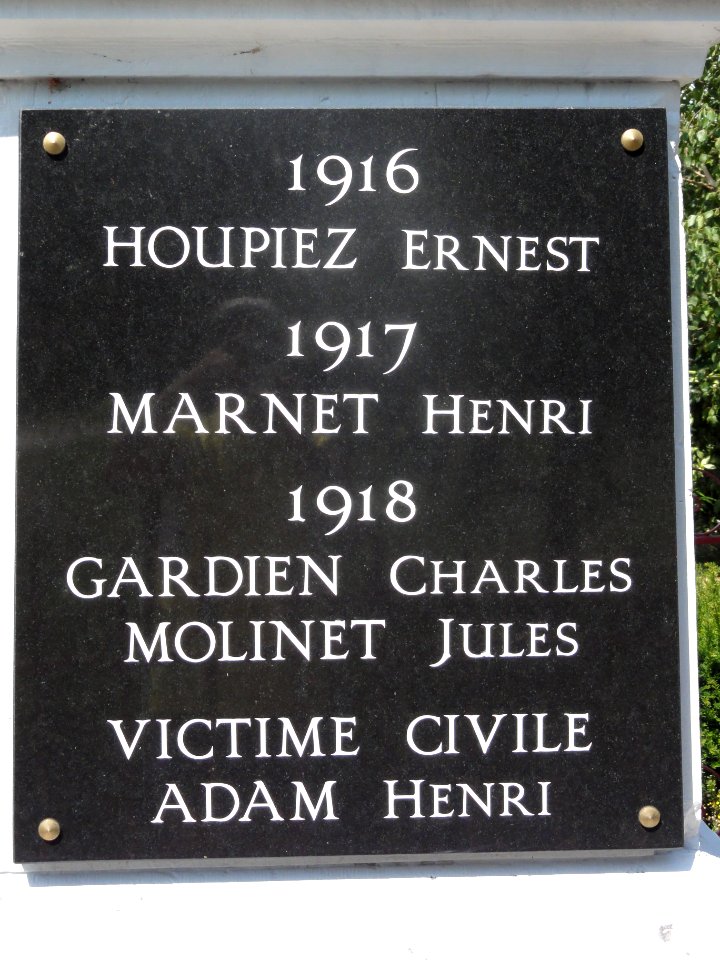 1916
HOUPIEZ ERNEST
1917
MARNET HENRI
1918
GARDIEN CHARLES
MOLINET JULES
VICTIME CIVILE
ADAM HENRI